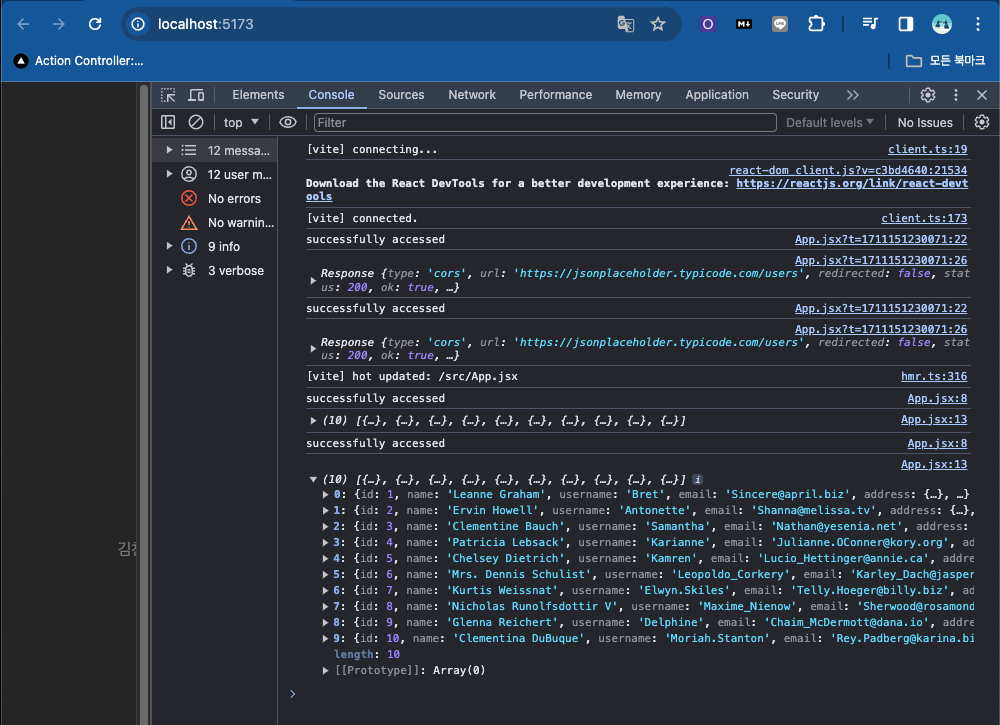 localhost:5173
Action Controller:...
모든 북마크
Elements Console Sources Network Performance Memory Application Security
top Filter Default levels No Issues
12 messa...
12 user m...
No errors
No warnin...
9 info
3 verbose
[vite] connecting... client.ts:19
react-dom_client.js?v=c3bd4640:21534
Download the React DevTools for a better development experience: https://reactjs.org/link/react-devt
ools
[vite] connected. client.ts:173
successfully accessed App.jsx?t=1711151230071:22
App.jsx?t=1711151230071:26
Response {type: 'cors', url: 'https://jsonplaceholder.typicode.com/users', redirected: false, stat
us: 200, ok: true, …}
successfully accessed App.jsx?t=1711151230071:22
App.jsx?t=1711151230071:26
Response {type: 'cors', url: 'https://jsonplaceholder.typicode.com/users', redirected: false, stat
us: 200, ok: true, …}
[vite] hot updated: /src/App.jsx hmr.ts:316
successfully accessed App.jsx:8
(10) [{…}, {…}, {…}, {…}, {…}, {…}, {…}, {…}, {…}, {…}] App.jsx:13
successfully accessed App.jsx:8
App.jsx:13
(10) [{…}, {…}, {…}, {…}, {…}, {…}, {…}, {…}, {…}, {…}] i
0: {id: 1, name: 'Leanne Graham', username: 'Bret', email: 'Sincere@april.biz', address: {…}, …}
1: {id: 2, name: 'Ervin Howell', username: 'Antonette', email: 'Shanna@melissa.tv', address: {…},
2: {id: 3, name: 'Clementine Bauch', username: 'Samantha', email: 'Nathan@yesenia.net', address:
3: {id: 4, name: 'Patricia Lebsack', username: 'Karianne', email: 'Julianne.OConner@kory.org', ad
4: {id: 5, name: 'Chelsey Dietrich', username: 'Kamren', email: 'Lucio_Hettinger@annie.ca', addre
5: {id: 6, name: 'Mrs. Dennis Schulist', username: 'Leopoldo_Corkery', email: 'Karley_Dach@jasper
6: {id: 7, name: 'Kurtis Weissnat', username: 'Elwyn.Skiles', email: 'Telly.Hoeger@billy.biz', ad
7: {id: 8, name: 'Nicholas Runolfsdottir V', username: 'Maxime_Nienow', email: 'Sherwood@rosamond
8: {id: 9, name: 'Glenna Reichert', username: 'Delphine', email: 'Chaim_McDermott@dana.io', addre
9: {id: 10, name: 'Clementina DuBuque', username: 'Moriah.Stanton', email: 'Rey.Padberg@karina.bi
length: 10
[[Prototype]]: Array(0)
김